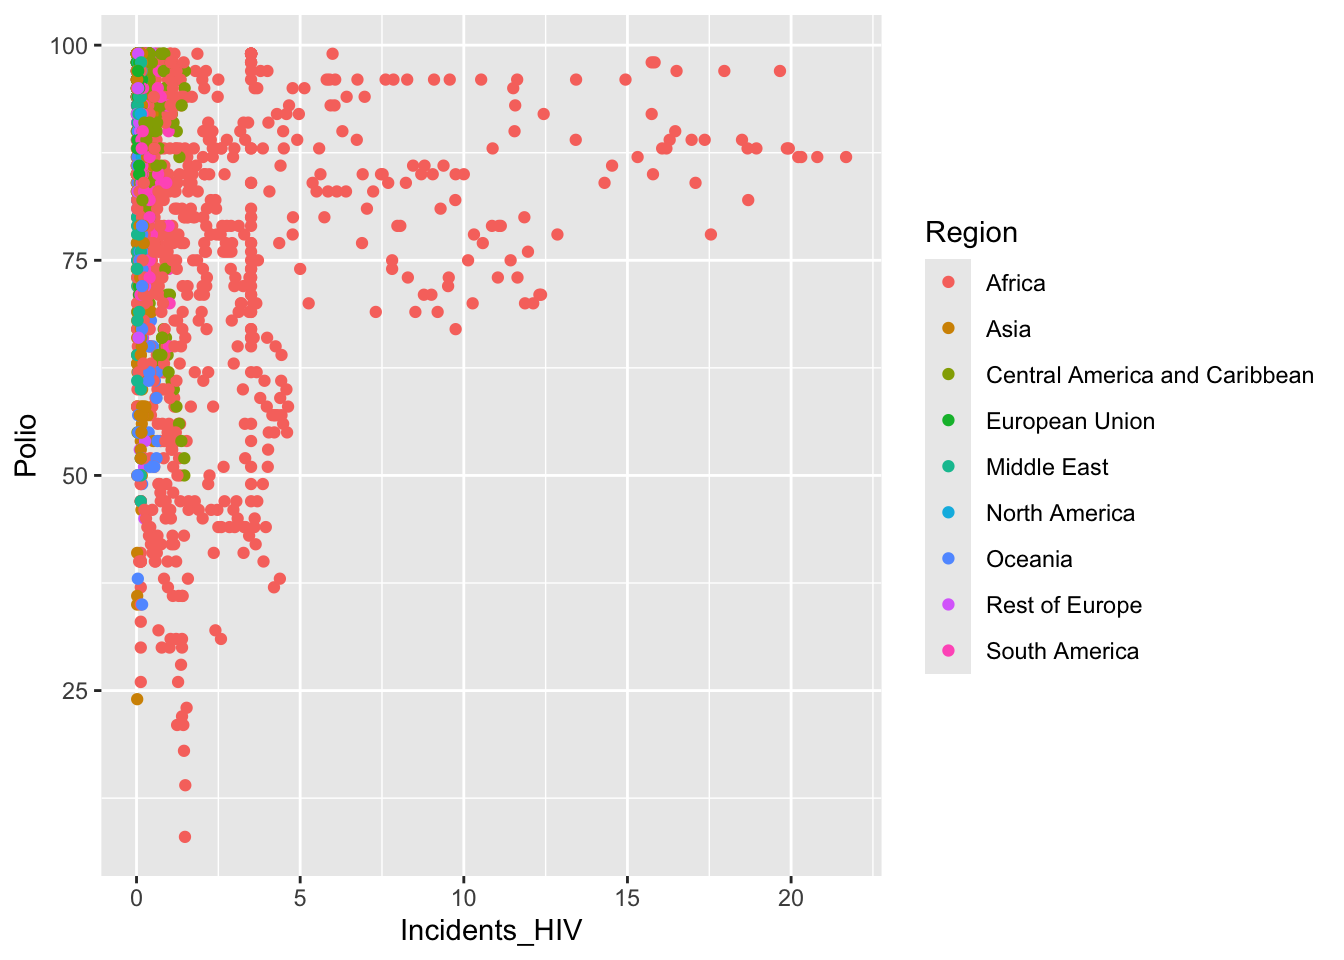 100
75
50
25
Polio
0 5 10 15 20
Incidents_HIV
Region
Africa
Asia
Central America and Caribbean
European Union
Middle East
North America
Oceania
Rest of Europe
South America